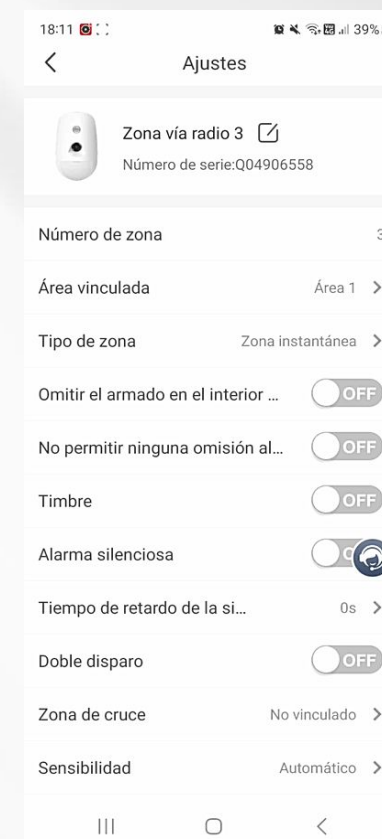 18:11 39%
Ajustes
Zona vía radio 3
Número de serie:Q04906558
Número de zona 3
Área vinculada Área 1
Tipo de zona Zona instantánea
Omitir el armado en el interior ... OFF
No permitir ninguna omisión al... OFF
Timbre OFF
Alarma silenciosa
Tiempo de retardo de la si... 0s
Doble disparo OFF
Zona de cruce No vinculado
Sensibilidad Automático